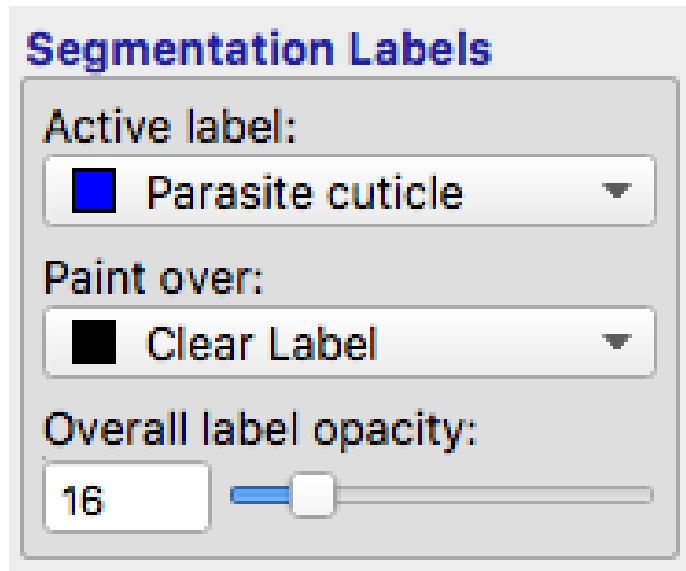 Segmentation Labels
Active label:
Parasite cuticle
Paint over:
Clear Label
Overall label opacity:
16